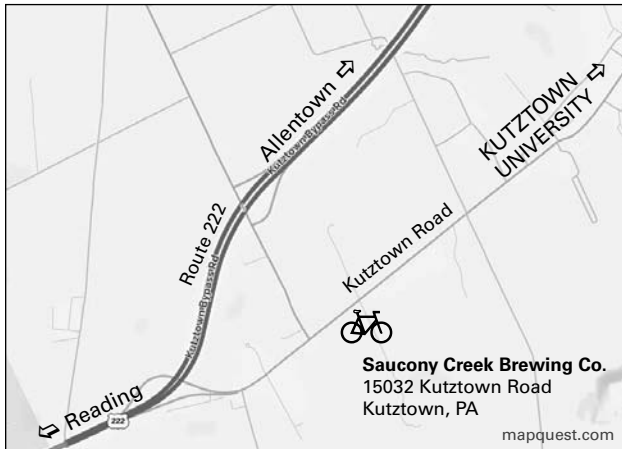 Allentown
Kutztown Bypass Rd
KUTZTOWN
UNIVERSITY
Route 222
Kutztown Road
Kutztown Bypass Rd
Saucony Creek Brewing Co.
15032 Kutztown Road
Kutztown, PA
Reading
222
mapquest.com